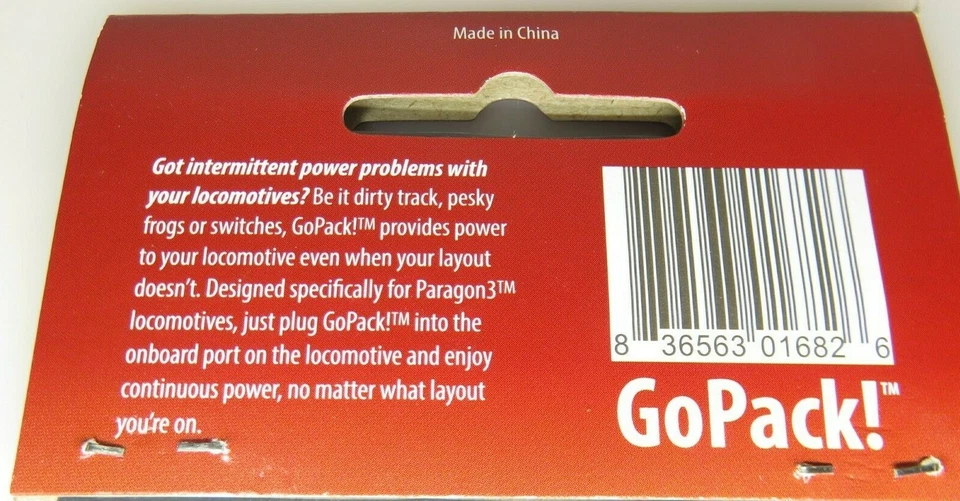 Made in China
Got intermittent power problems with
your locomotives? Be it dirty track, pesky
frogs or switches, GoPack!™ provides power
to your locomotive even when your layout
doesn't. Designed specifically for Paragon3™
locomotives, just plug GoPack!™ into the
onboard port on the locomotive and enjoy
continuous power, no matter what layout
you're on.
8 36563 01682 6
GoPack!™